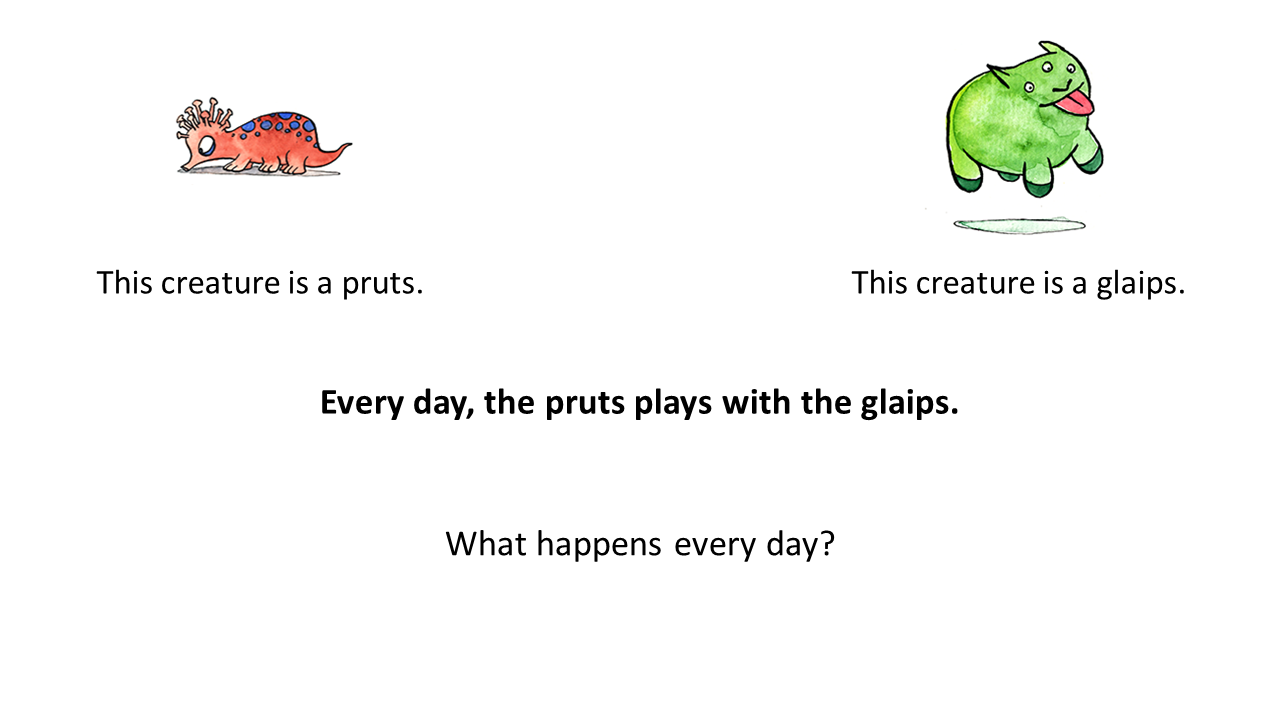 This creature is a pruts.
This creature is a glaips.
Every day, the pruts plays with the glaips.
What happens every day?